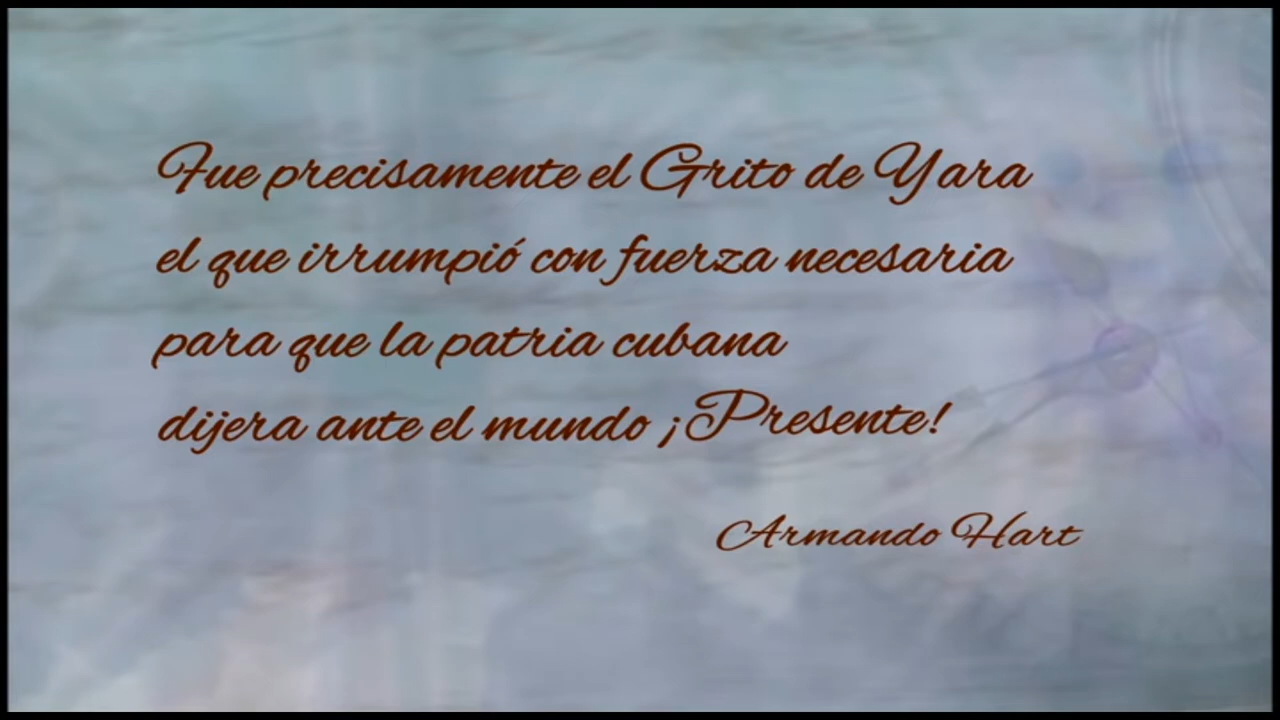 Fue precisamente el Grito de Yara
el que irrumpió con fuerza necesaria
para que la patria cubana
dijera ante el mundo ¡Presente!
Armando Hart